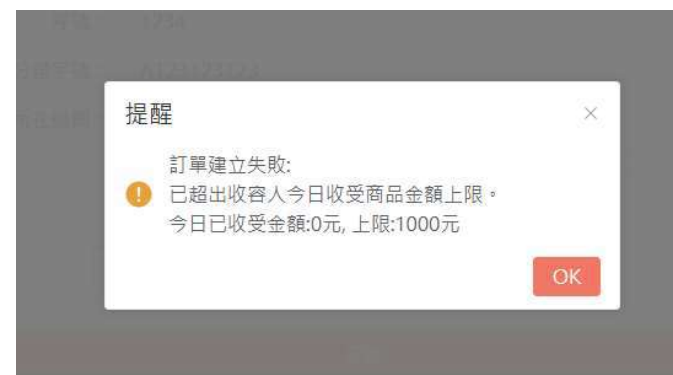 1234
A123123123
提醒
訂單建立失敗:
已超出收容人今日收受商品金額上限。
今日已收受金額:0元, 上限:1000元
OK